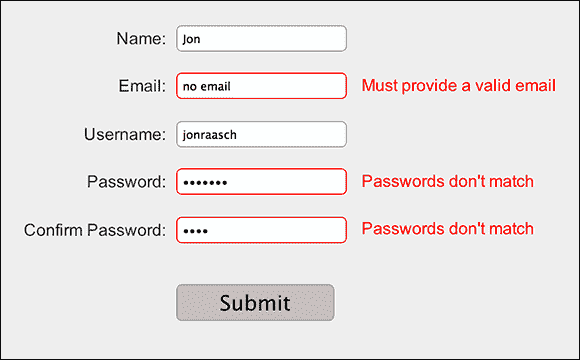 Name: Jon
Email: no email Must provide a valid email
Username: jonraasch
Password: ••••••• Passwords don't match
Confirm Password: •••• Passwords don't match
Submit